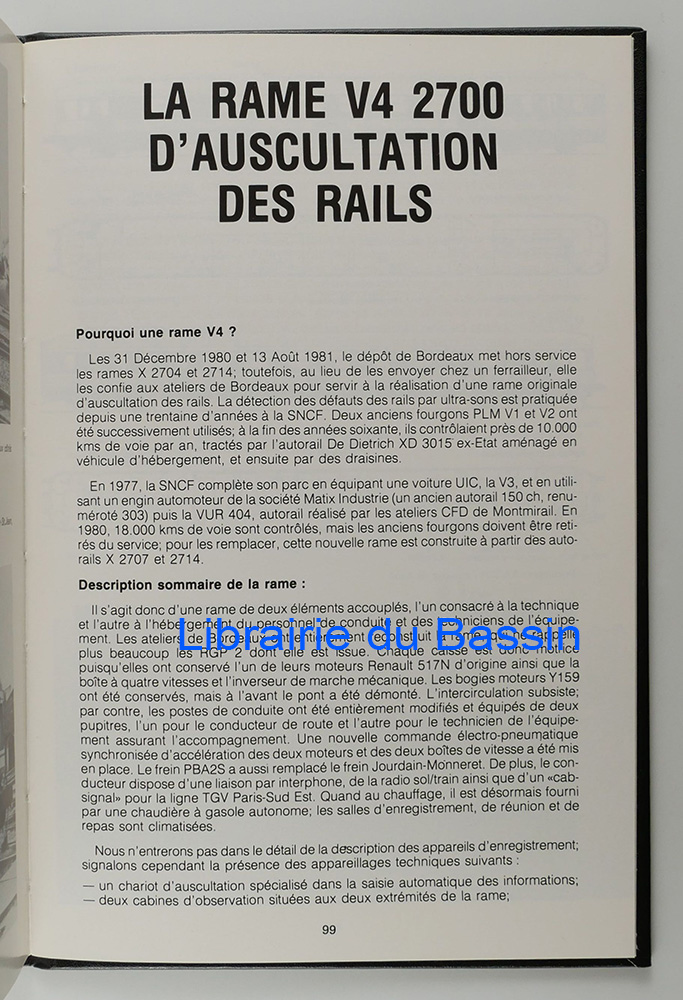 LA RAME V4 2700
D'AUSCULTATION
DES RAILS
Pourquoi une rame V4 ?
Les 31 Décembre 1980 et 13 Août 1981, le dépôt de Bordeaux met hors service
les rames X 2704 et 2714; toutefois, au lieu de les envoyer chez un ferrailleur, elle
les confie aux ateliers de Bordeaux pour servir à la réalisation d'une rame originale
d'auscultation des rails. La détection des défauts des rails par ultra-sons est pratiquée
depuis une trentaine d'années à la SNCF. Deux anciens fourgons PLM V1 et V2 ont
été successivement utilisés; à la fin des années soixante, ils contrôlaient près de 10.000
kms de voie par an, tractés par l'autorail De Dietrich XD 3015 ex-Etat aménagé en
véhicule d'hébergement, et ensuite par des draisines.
En 1977, la SNCF complète son parc en équipant une voiture UIC, la V3, et en utili-
sant un engin automoteur de la société Matix Industrie (un ancien autorail 150 ch, renu-
méroté 303) puis la VUR 404, autorail réalisé par les ateliers CFD de Montmirail. En
1980, 18.000 kms de voie sont contrôlés, mais les anciens fourgons doivent être reti-
rés du service; pour les remplacer, cette nouvelle rame est construite à partir des auto-
rails X 2707 et 2714.
Description sommaire de la rame :
Il s'agit donc d'une rame de deux éléments accouplés, l'un consacré à la technique
et l'autre à l'hébergement du personnel de conduite et des techniciens de l'équipe-
ment. Les ateliers de Bordeaux ont entièrement reconstruit la rame, qui ne rappelle
plus beaucoup les RGP 2 dont elle est issue. Chaque caisse est donc motrice
puisqu'elles ont conservé l'un de leurs moteurs Renault 517N d'origine ainsi que la
boîte à quatre vitesses et l'inverseur de marche mécanique. Les bogies moteurs Y159
ont été conservés, mais à l'avant le pont a été démonté. L'intercirculation subsiste;
par contre, les postes de conduite ont été entièrement modifiés et équipés de deux
pupitres, l'un pour le conducteur de route et l'autre pour le technicien de l'équipe-
ment assurant l'accompagnement. Une nouvelle commande électro-pneumatique
synchronisée d'accélération des deux moteurs et des deux boîtes de vitesse a été mis
en place. Le frein PBA2S a aussi remplacé le frein Jourdain-Monneret. De plus, le con-
ducteur dispose d'une liaison par interphone, de la radio sol/train ainsi que d'un «cab-
signal» pour la ligne TGV Paris-Sud Est. Quand au chauffage, il est désormais fourni
par une chaudière à gasole autonome; les salles d'enregistrement, de réunion et de
repas sont climatisées.
Nous n'entrerons pas dans le détail de la description des appareils d'enregistrement;
signalons cependant la présence des appareillages techniques suivants :
— un chariot d'auscultation spécialisé dans la saisie automatique des informations;
— deux cabines d'observation situées aux deux extrémités de la rame;
99
Librairie du Bassin